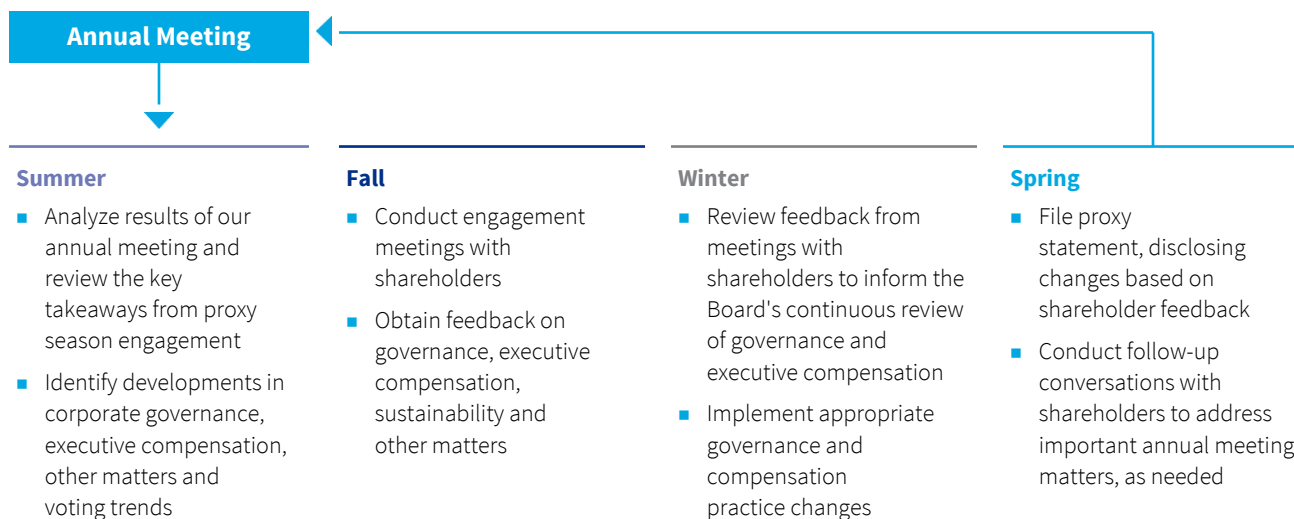 Annual Meeting
Summer
■ Analyze results of our
annual meeting and
review the key
takeaways from proxy
season engagement
■ Identify developments in
corporate governance,
executive compensation,
other matters and
voting trends
Fall
■ Conduct engagement
meetings with
shareholders
■ Obtain feedback on
governance, executive
compensation,
sustainability and
other matters
Winter
■ Review feedback from
meetings with
shareholders to inform the
Board's continuous review
of governance and
executive compensation
■ Implement appropriate
governance and
compensation
practice changes
Spring
■ File proxy
statement, disclosing
changes based on
shareholder feedback
■ Conduct follow-up
conversations with
shareholders to address
important annual meeting
matters, as needed